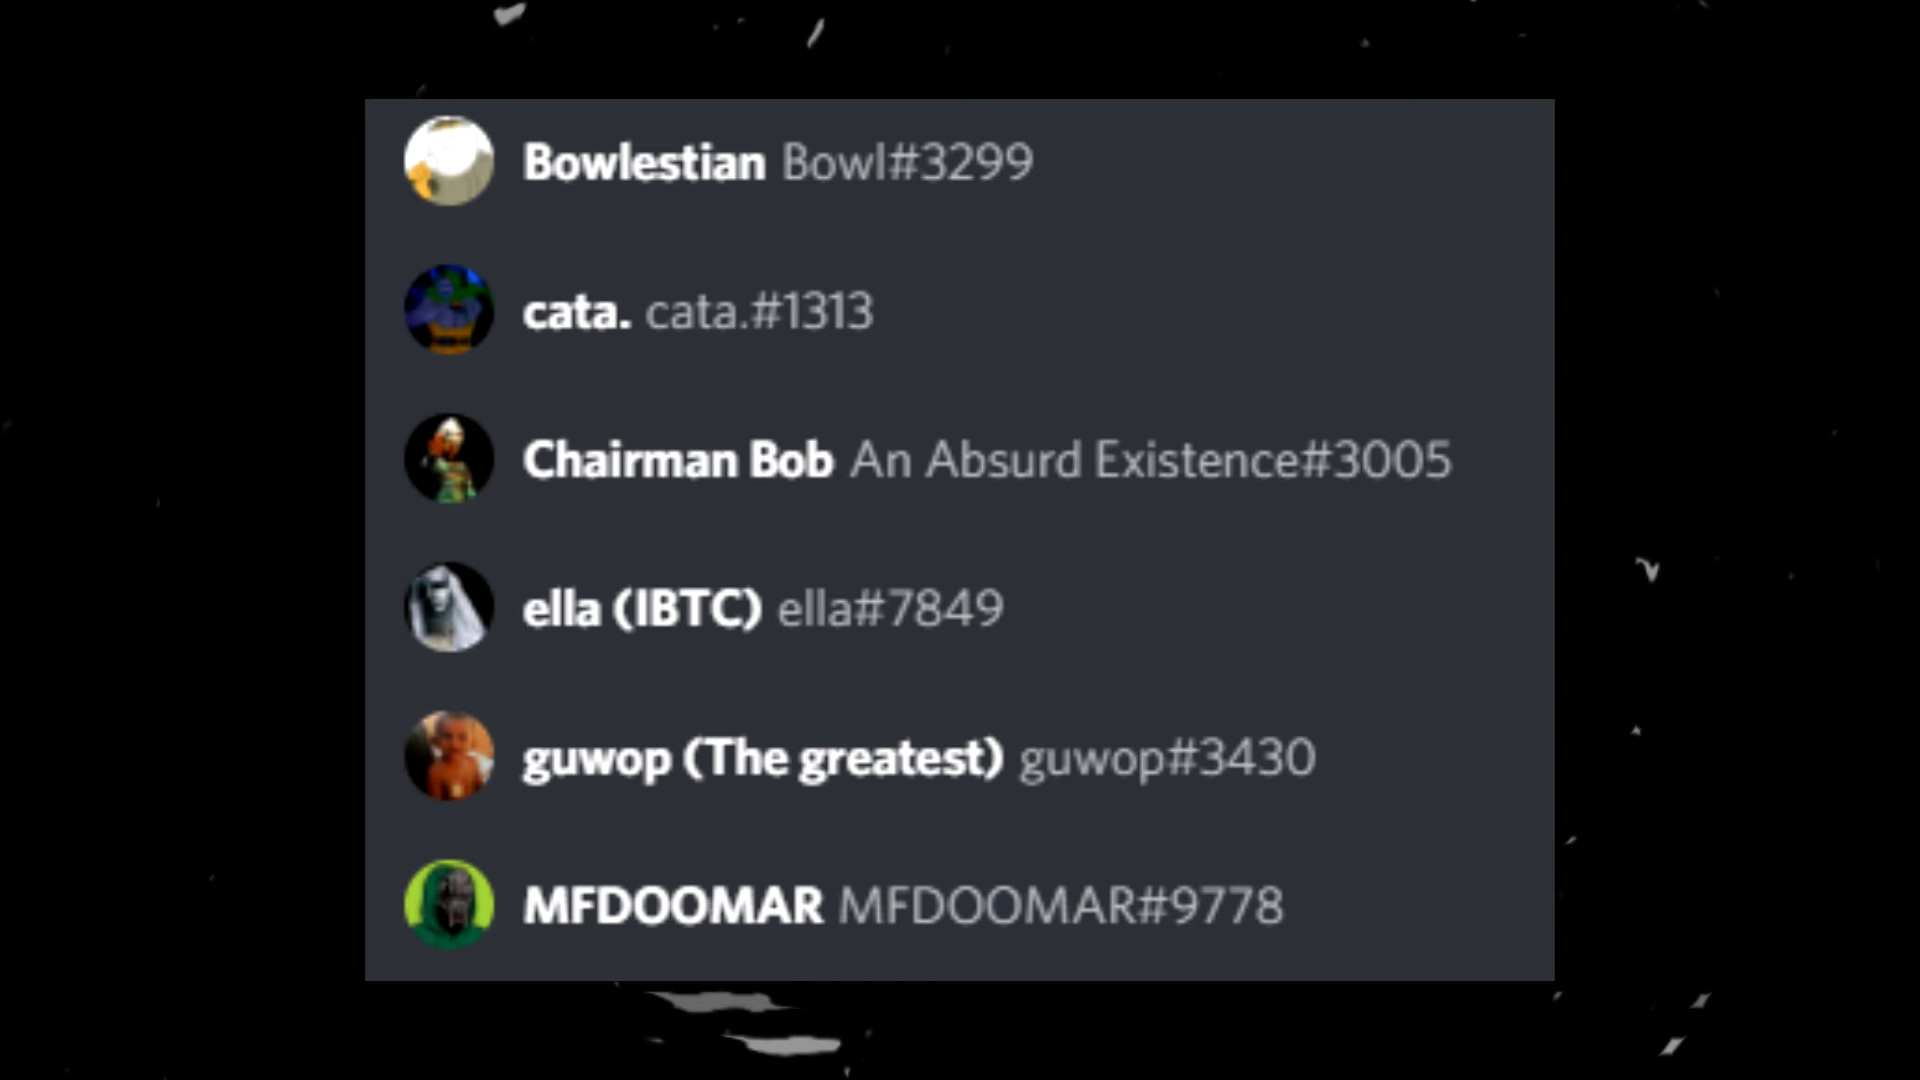 Bowlestian Bowl#3299
cata. cata.#1313
Chairman Bob An Absurd Existence#3005
ella (IBTC) ella#7849
guwop (The greatest) guwop#3430
MFDOOMAR MFDOOMAR#9778